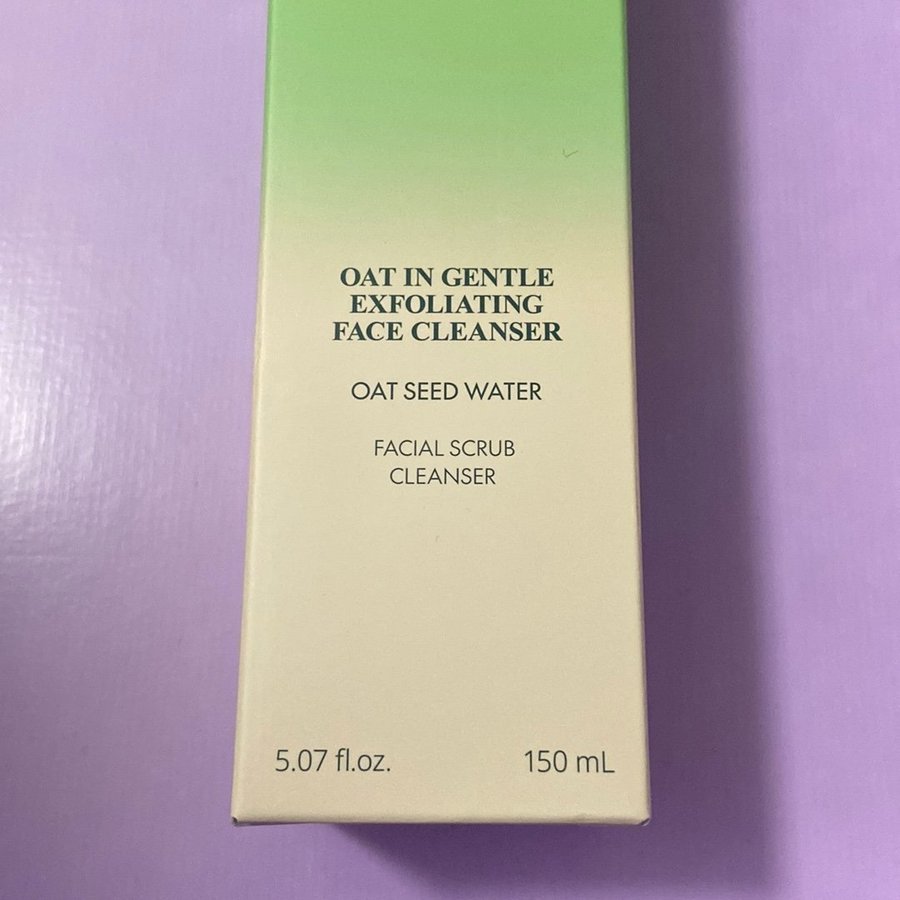 OAT IN GENTLE
EXFOLIATING
FACE CLEANSER
OAT SEED WATER
FACIAL SCRUB
CLEANSER
5.07 fl.oz. 150 mL